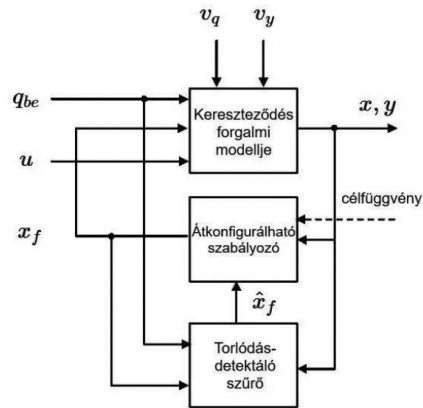 v_q v_y
q_be
Kereszteződés
forgalmi
modellje
x, y
u
célfüggvény
x_f
Átkonfigurálható
szabályozó
x̂_f
Torlódás-
detektáló
szűrő